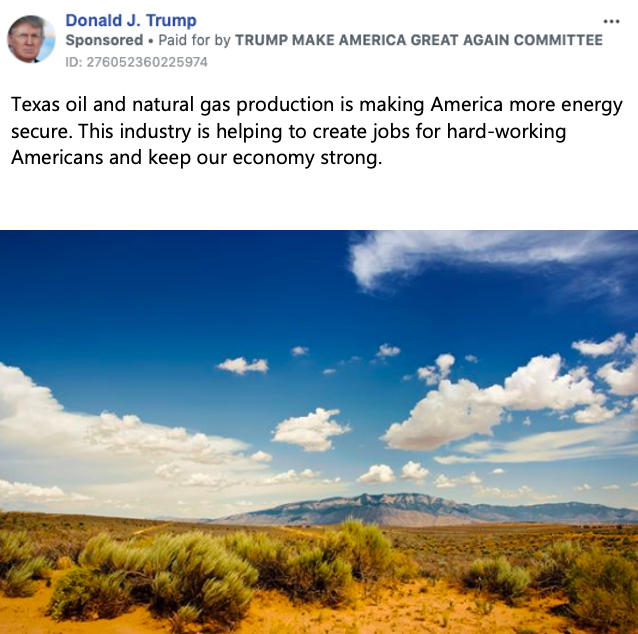 Donald J. Trump
Sponsored • Paid for by TRUMP MAKE AMERICA GREAT AGAIN COMMITTEE
ID: 276052360225974
Texas oil and natural gas production is making America more energy
secure. This industry is helping to create jobs for hard-working
Americans and keep our economy strong.